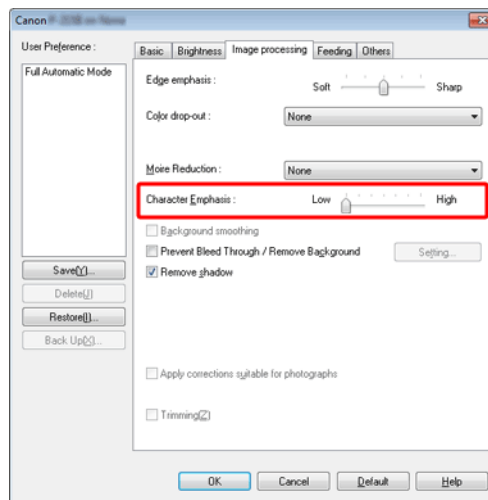 Canon
User Preference :
Full Automatic Mode
Save(Y)...
Delete(J)
Restore(I)...
Back Up(X)...
Basic Brightness Image processing Feeding Others
Edge emphasis : Soft Sharp
Color drop-out : None
Moire Reduction : None
Character Emphasis : Low High
Background smoothing
Prevent Bleed Through / Remove Background Setting...
Remove shadow
Apply corrections suitable for photographs
Trimming(Z)
OK Cancel Default Help